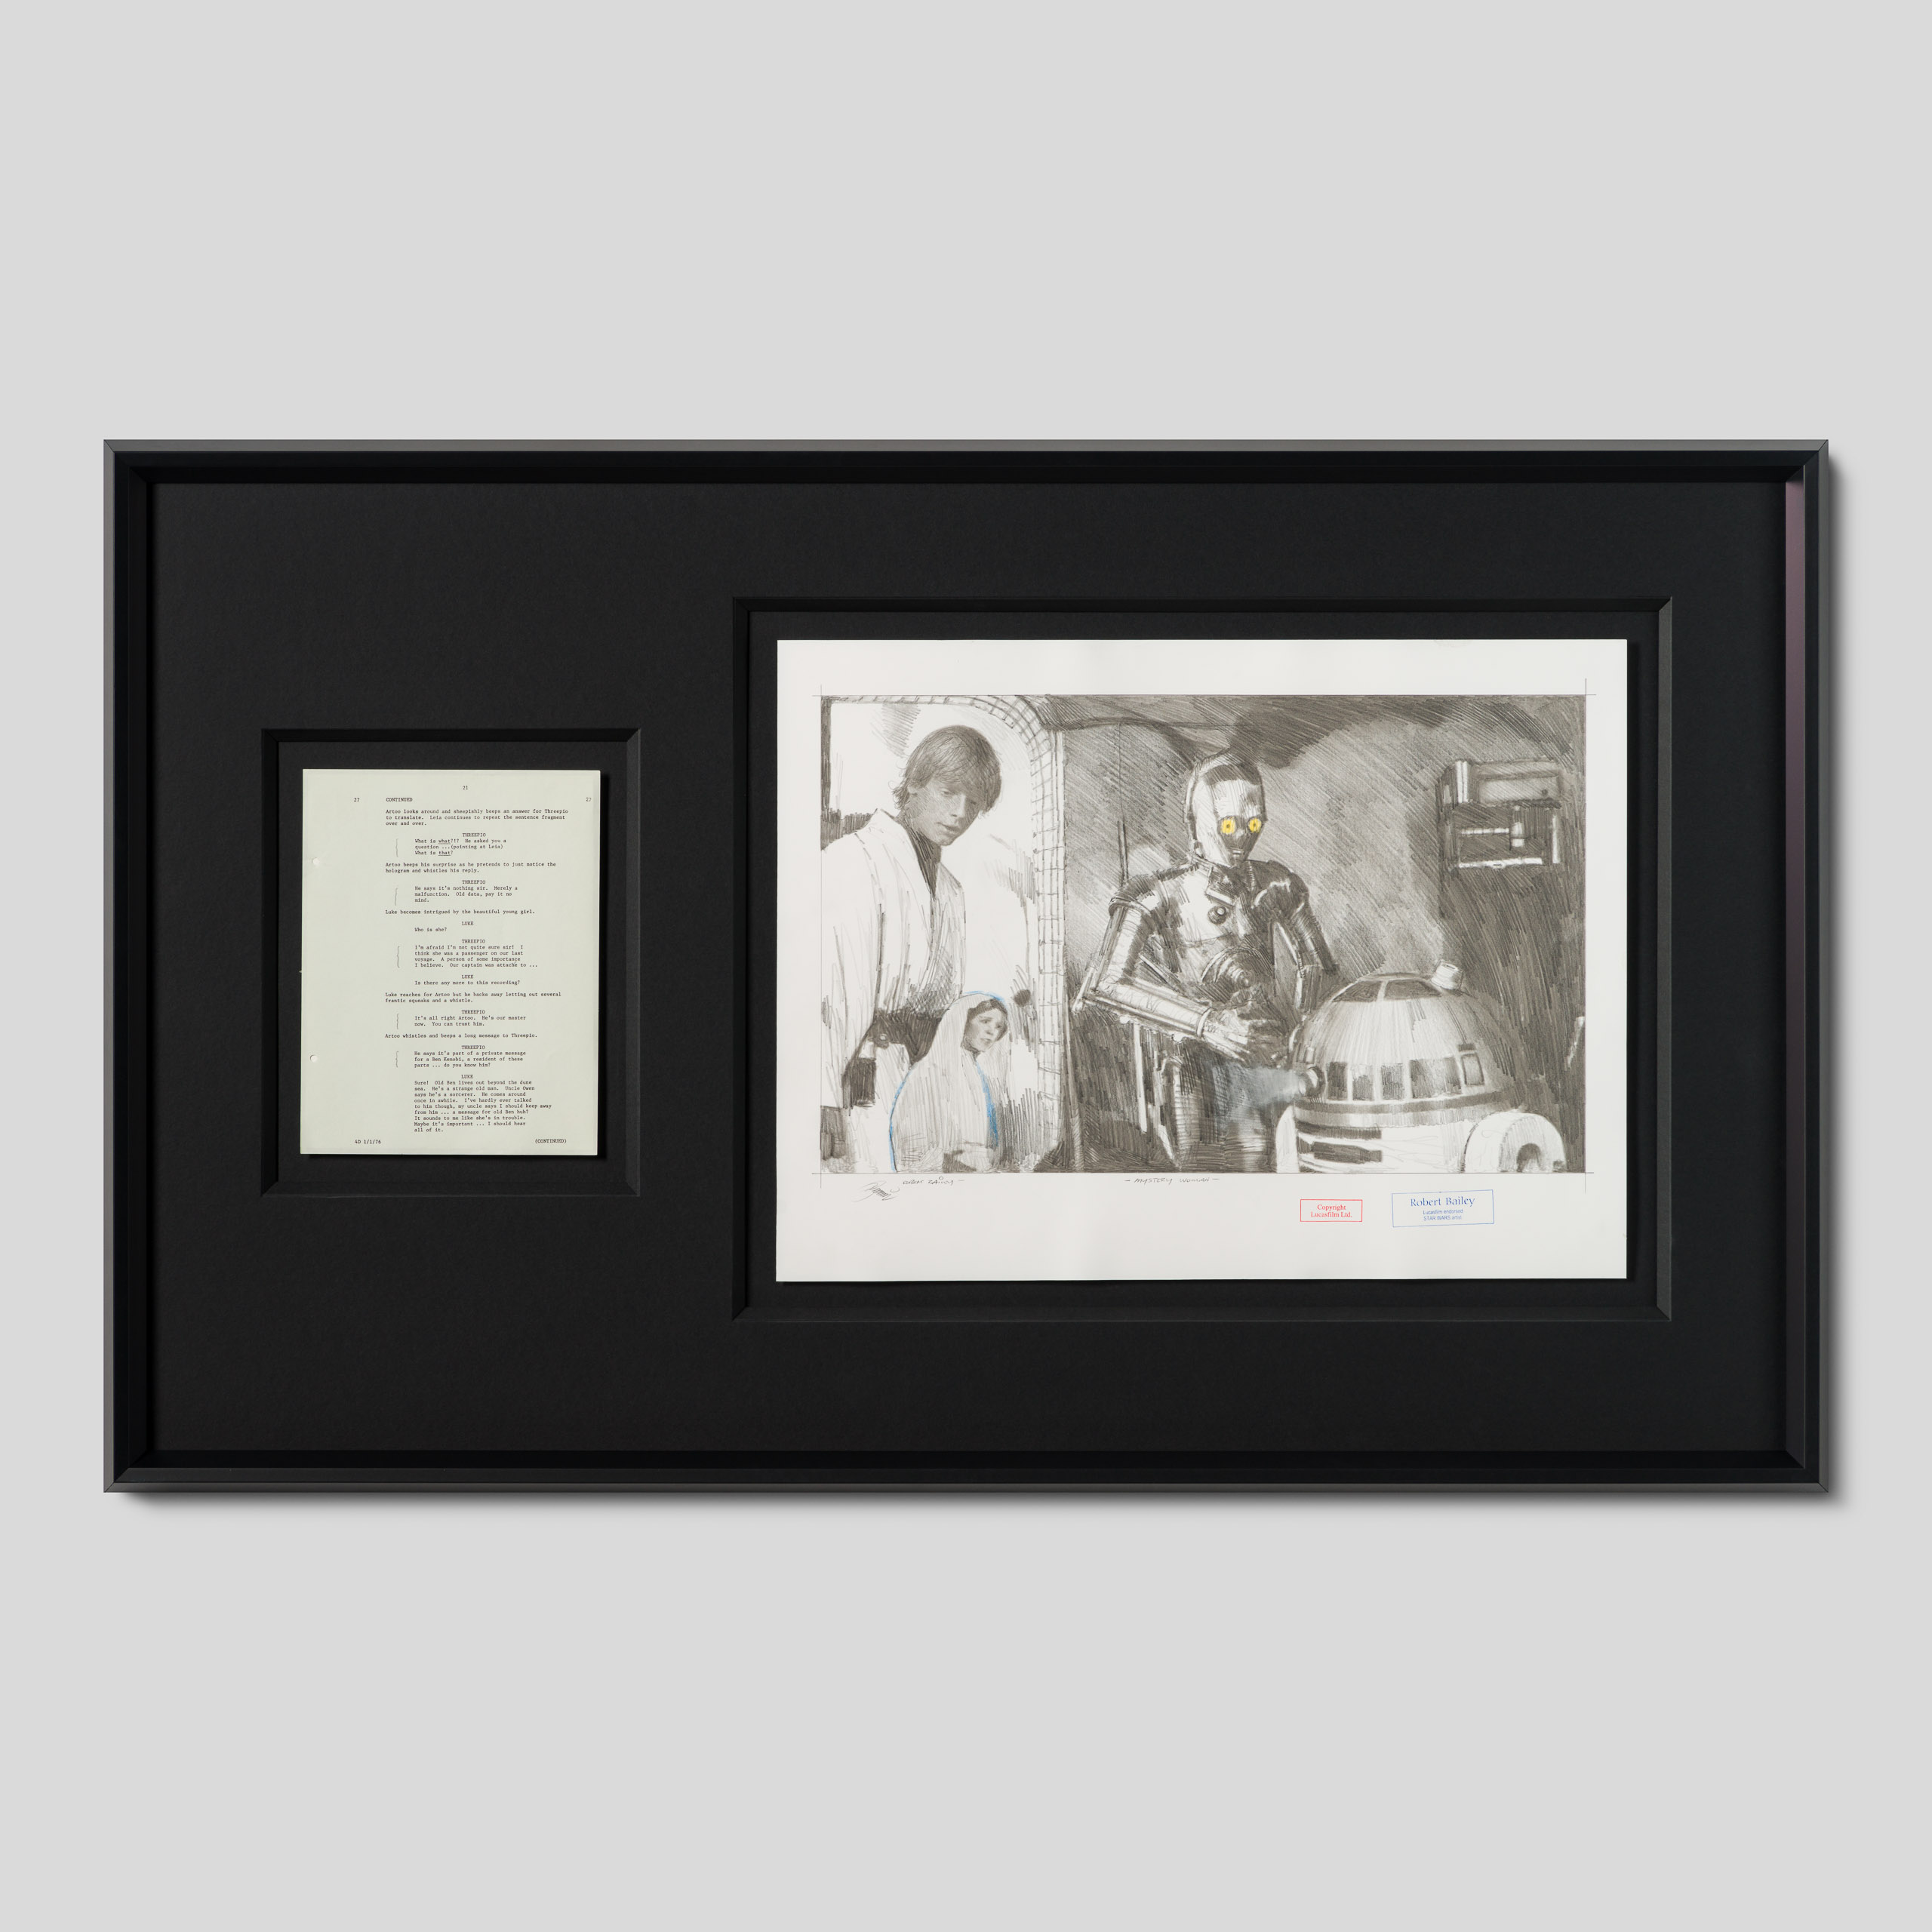 21
27 CONTINUED 27
Artoo looks around and sheepishly beeps an answer for Threepio
to translate. Leia continues to repeat the sentence fragment
over and over.
THREEPIO
What is what!!! He asked you a
question ...(pointing at Leia)
What is that?
Artoo beeps his surprise as he pretends to just notice the
hologram and whistles his reply.
THREEPIO
He says it's nothing sir. Merely a
malfunction. Old data, pay it no
mind.
Luke becomes intrigued by the beautiful young girl.
LUKE
Who is she?
THREEPIO
I'm afraid I'm not quite sure sir! I
think she was a passenger on our last
voyage. A person of some importance
I believe. Our captain was attache to ...
LUKE
Is there any more to this recording?
Luke reaches for Artoo but he backs away letting out several
frantic squeaks and a whistle.
THREEPIO
It's all right Artoo. He's our master
now. You can trust him.
Artoo whistles and beeps a long message to Threepio.
THREEPIO
He says it's part of a private message
for a Ben Kenobi, a resident of these
parts ... do you know him?
LUKE
Sure! Old Ben lives out beyond the dune
sea. He's a strange old man. Uncle Owen
says he's a sorcerer. He comes around
once in awhile. I've hardly ever talked
to him though, my uncle says I should keep away
from him ... a message for old Ben huh?
It sounds to me like she's in trouble.
Maybe it's important ... I should hear
all of it.
4D 1/1/76 (CONTINUED)
- MYSTERY WOMAN -
Copyright
Lucasfilm Ltd.
Robert Bailey
Lucasfilm endorsed
STAR WARS artist